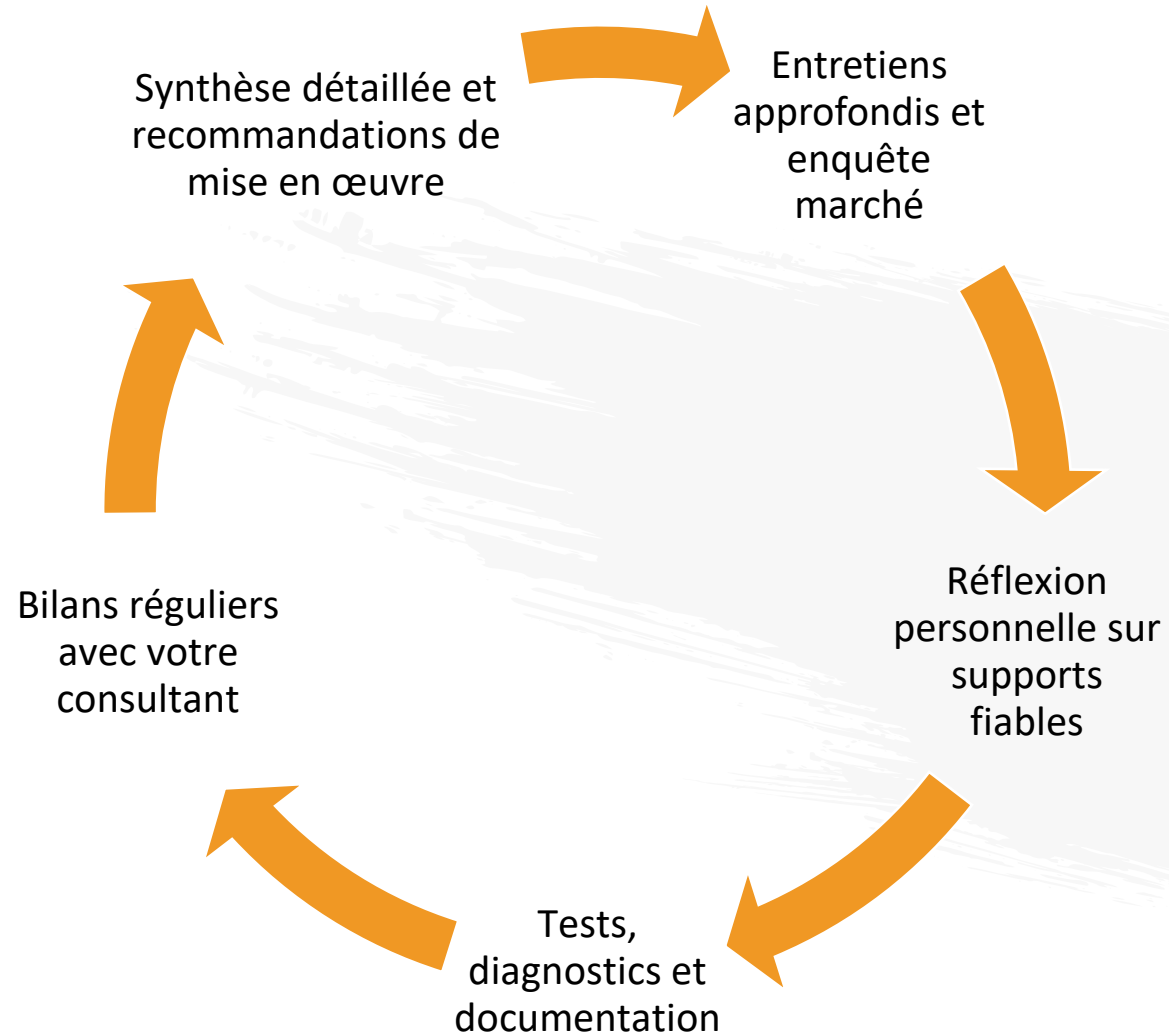 Synthèse détaillée et
recommandations de
mise en œuvre
Entretiens
approfondis et
enquête
marché
Réflexion
personnelle sur
supports
fiables
Tests,
diagnostics et
documentation
Bilans réguliers
avec votre
consultant